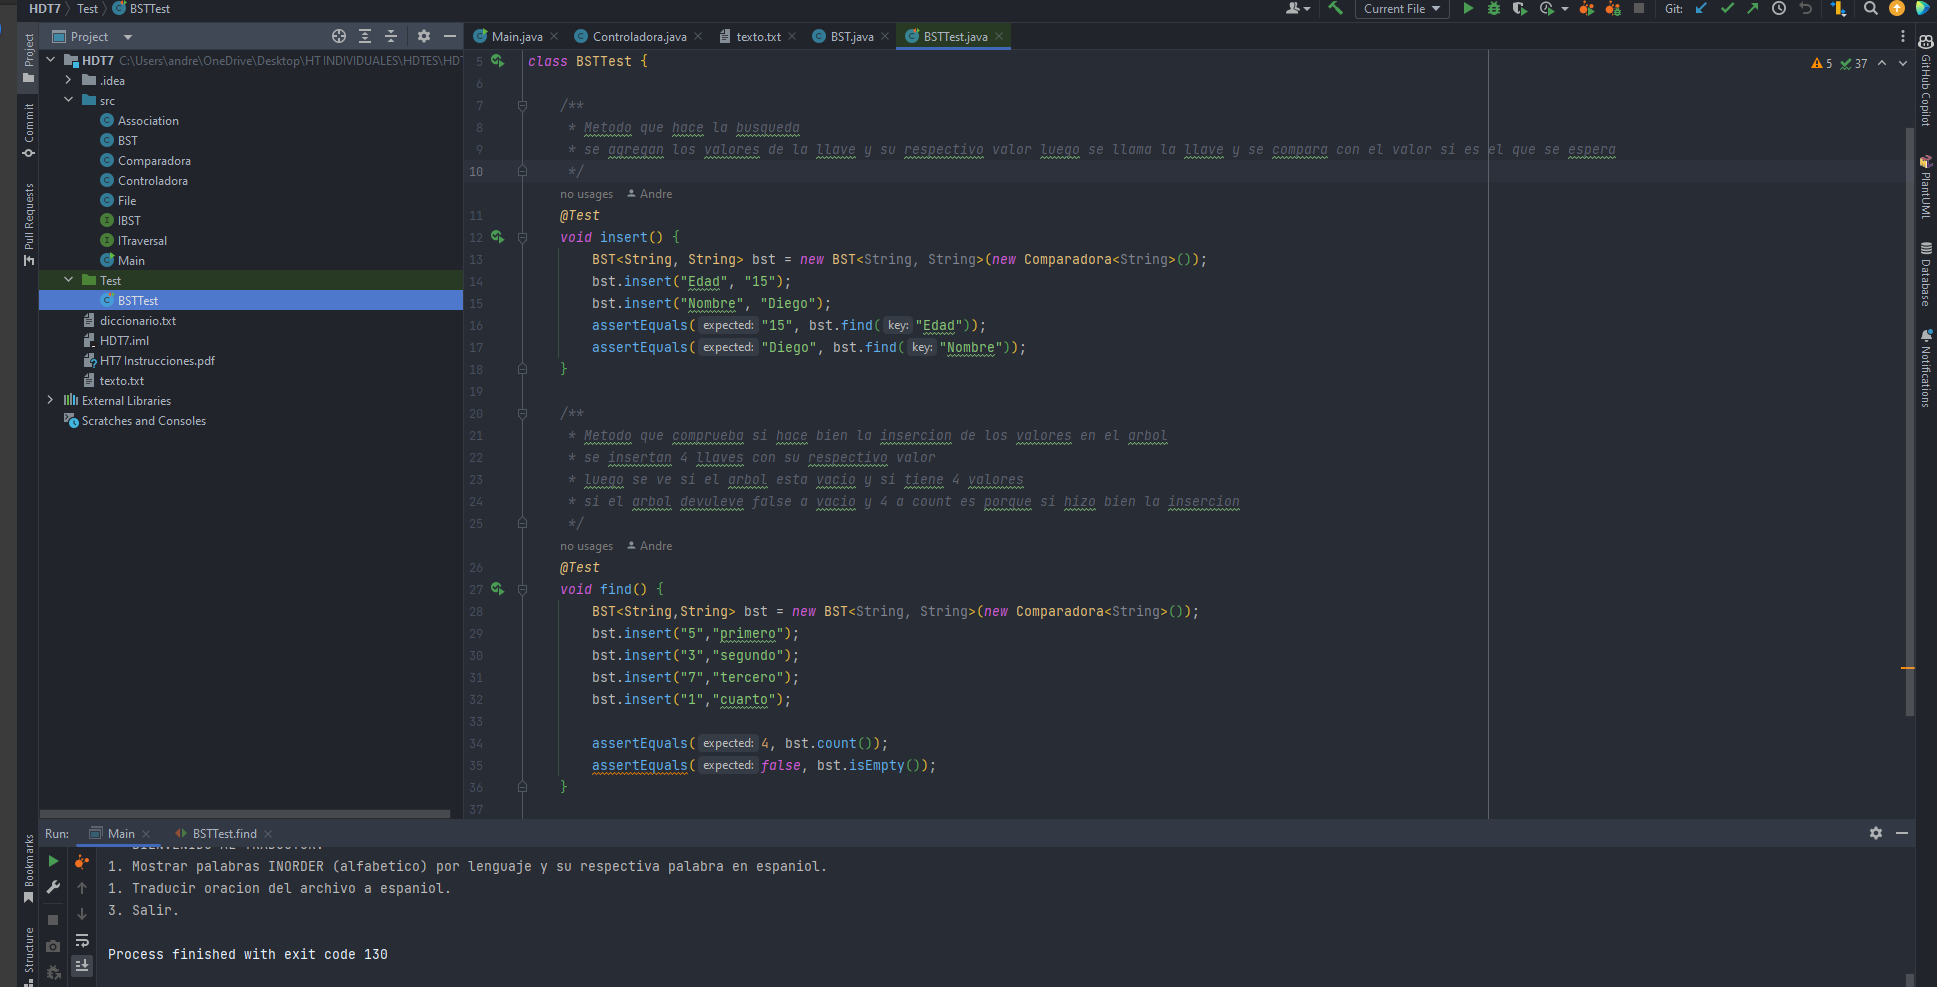 HDT7 Test BSTTest
Current File
Git:
Project
Main.java
Controladora.java
texto.txt
BST.java
BSTTest.java
HDT7 C:\Users\andre\OneDrive\Desktop\HT INDIVIDUALES\HDTES\HD
.idea
src
Association
BST
Comparadora
Controladora
File
IBST
ITraversal
Main
Test
BSTTest
diccionario.txt
HDT7.iml
HT7 Instrucciones.pdf
texto.txt
External Libraries
Scratches and Consoles
Project
Commit
Pull Requests
Bookmarks
Structure
5 class BSTTest {
6
7 /**
8 * Metodo que hace la busqueda
9 * se agregan los valores de la llave y su respectivo valor luego se llama la llave y se compara con el valor si es el que se espera
10 */
no usages Andre
11 @Test
12 void insert() {
13 BST<String, String> bst = new BST<String, String>(new Comparadora<String>());
14 bst.insert("Edad", "15");
15 bst.insert("Nombre", "Diego");
16 assertEquals( expected: "15", bst.find( key: "Edad"));
17 assertEquals( expected: "Diego", bst.find( key: "Nombre"));
18 }
19
20 /**
21 * Metodo que comprueba si hace bien la insercion de los valores en el arbol
22 * se insertan 4 llaves con su respectivo valor
23 * luego se ve si el arbol esta vacio y si tiene 4 valores
24 * si el arbol devuleve false a vacio y 4 a count es porque si hizo bien la insercion
25 */
no usages Andre
26 @Test
27 void find() {
28 BST<String,String> bst = new BST<String, String>(new Comparadora<String>());
29 bst.insert("5","primero");
30 bst.insert("3","segundo");
31 bst.insert("7","tercero");
32 bst.insert("1","cuarto");
33
34 assertEquals( expected: 4, bst.count());
35 assertEquals( expected: false, bst.isEmpty());
36 }
37
5 37
GitHub Copilot
PlantUML
Database
Notifications
Run: Main BSTTest.find
1. Mostrar palabras INORDER (alfabetico) por lenguaje y su respectiva palabra en espaniol.
1. Traducir oracion del archivo a espaniol.
3. Salir.
Process finished with exit code 130